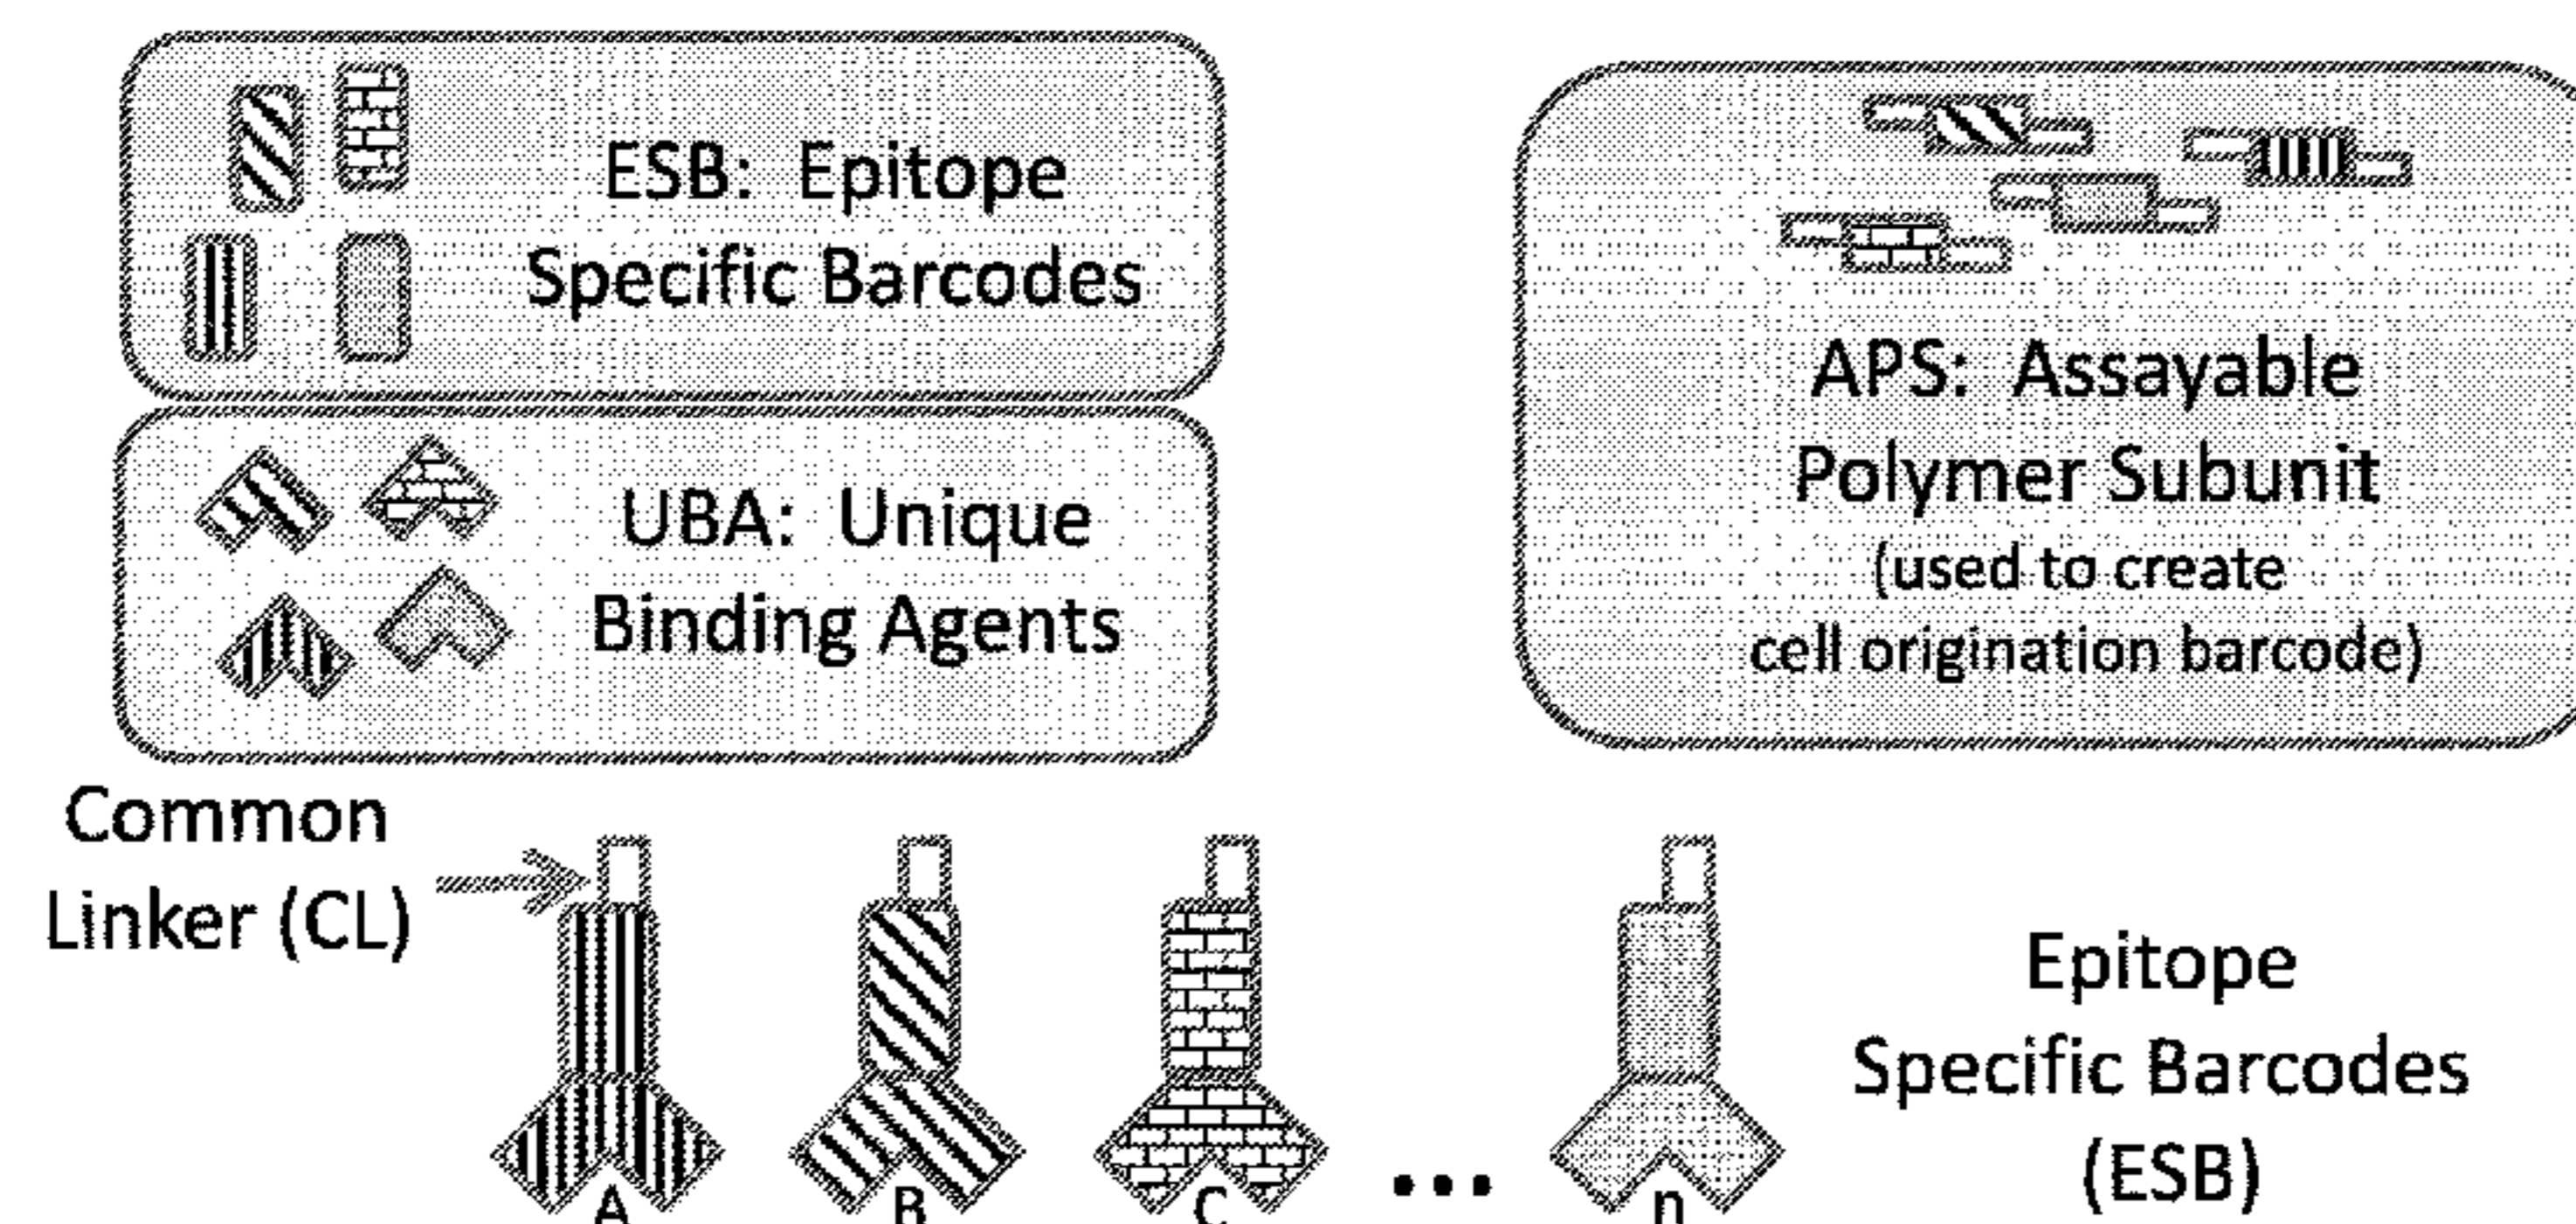 ESB: Epitope
Specific Barcodes
UBA: Unique
Binding Agents
APS: Assayable
Polymer Subunit
(used to create
cell origination barcode)
Common
Linker (CL)
A B C ... n
Epitope
Specific Barcodes
(ESB)